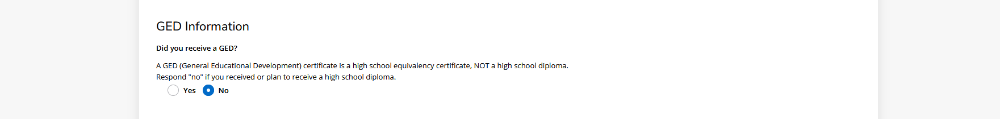 GED Information
Did you receive a GED?
A GED (General Educational Development) certificate is a high school equivalency certificate, NOT a high school diploma.
Respond "no" if you received or plan to receive a high school diploma.
Yes No